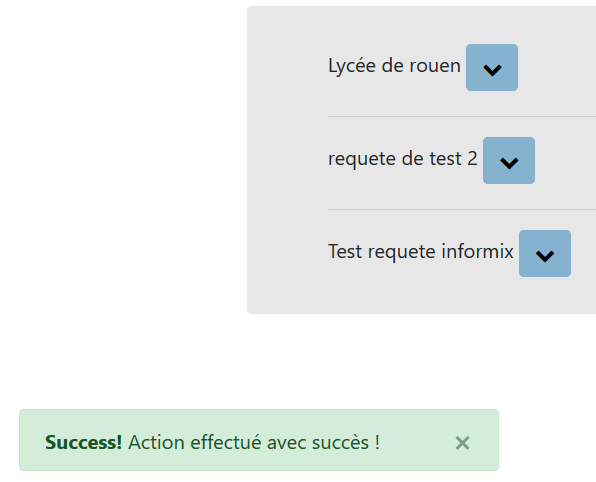 Lycée de rouen
requete de test 2
Test requete informix
Success! Action effectué avec succès ! ×